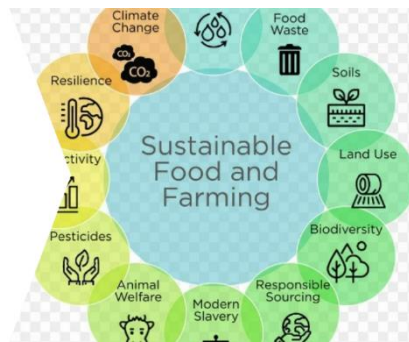 Climate
Change
CO₂
CO₂
Food
Waste
Resilience
Soils
Sustainable
Food and
Farming
ctivity
Land Use
Pesticides
Biodiversity
Animal
Welfare
Modern
Slavery
Responsible
Sourcing